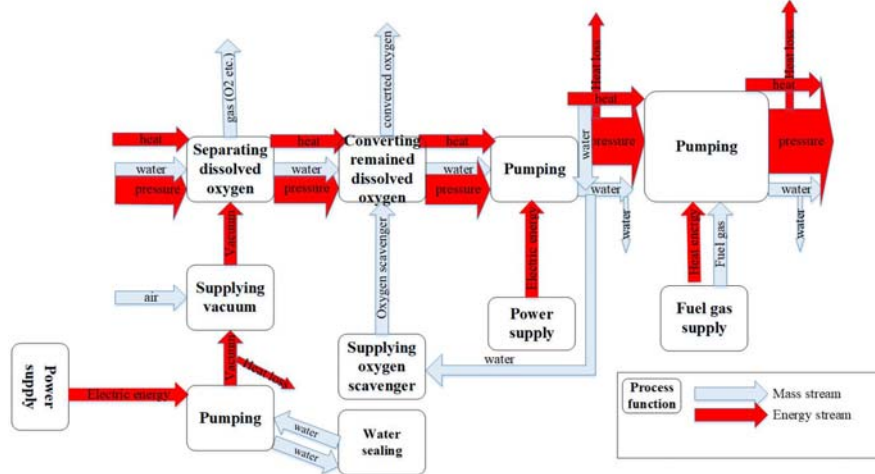 gas (O2 etc.)
converted oxygen
Heat loss
Heat loss
heat
heat
heat
heat
heat
Separating
dissolved
oxygen
Converting
remained
dissolved
oxygen
Pumping
Pumping
water
water
water
water
water
water
water
water
pressure
pressure
pressure
pressure
pressure
Vacuum
Oxygen scavenger
Electric energy
Heat energy
Fuel gas
air
Supplying
vacuum
Power
supply
Fuel gas
supply
Vacuum
Heat loss
Supplying
oxygen
scavenger
water
Power
supply
Electric energy
Pumping
water
water
Water
sealing
Process
function
Mass stream
Energy stream